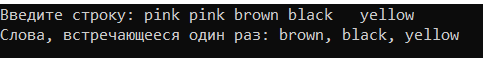 Введите строку: pink pink brown black   yellow
Слова, встречающееся один раз: brown, black, yellow